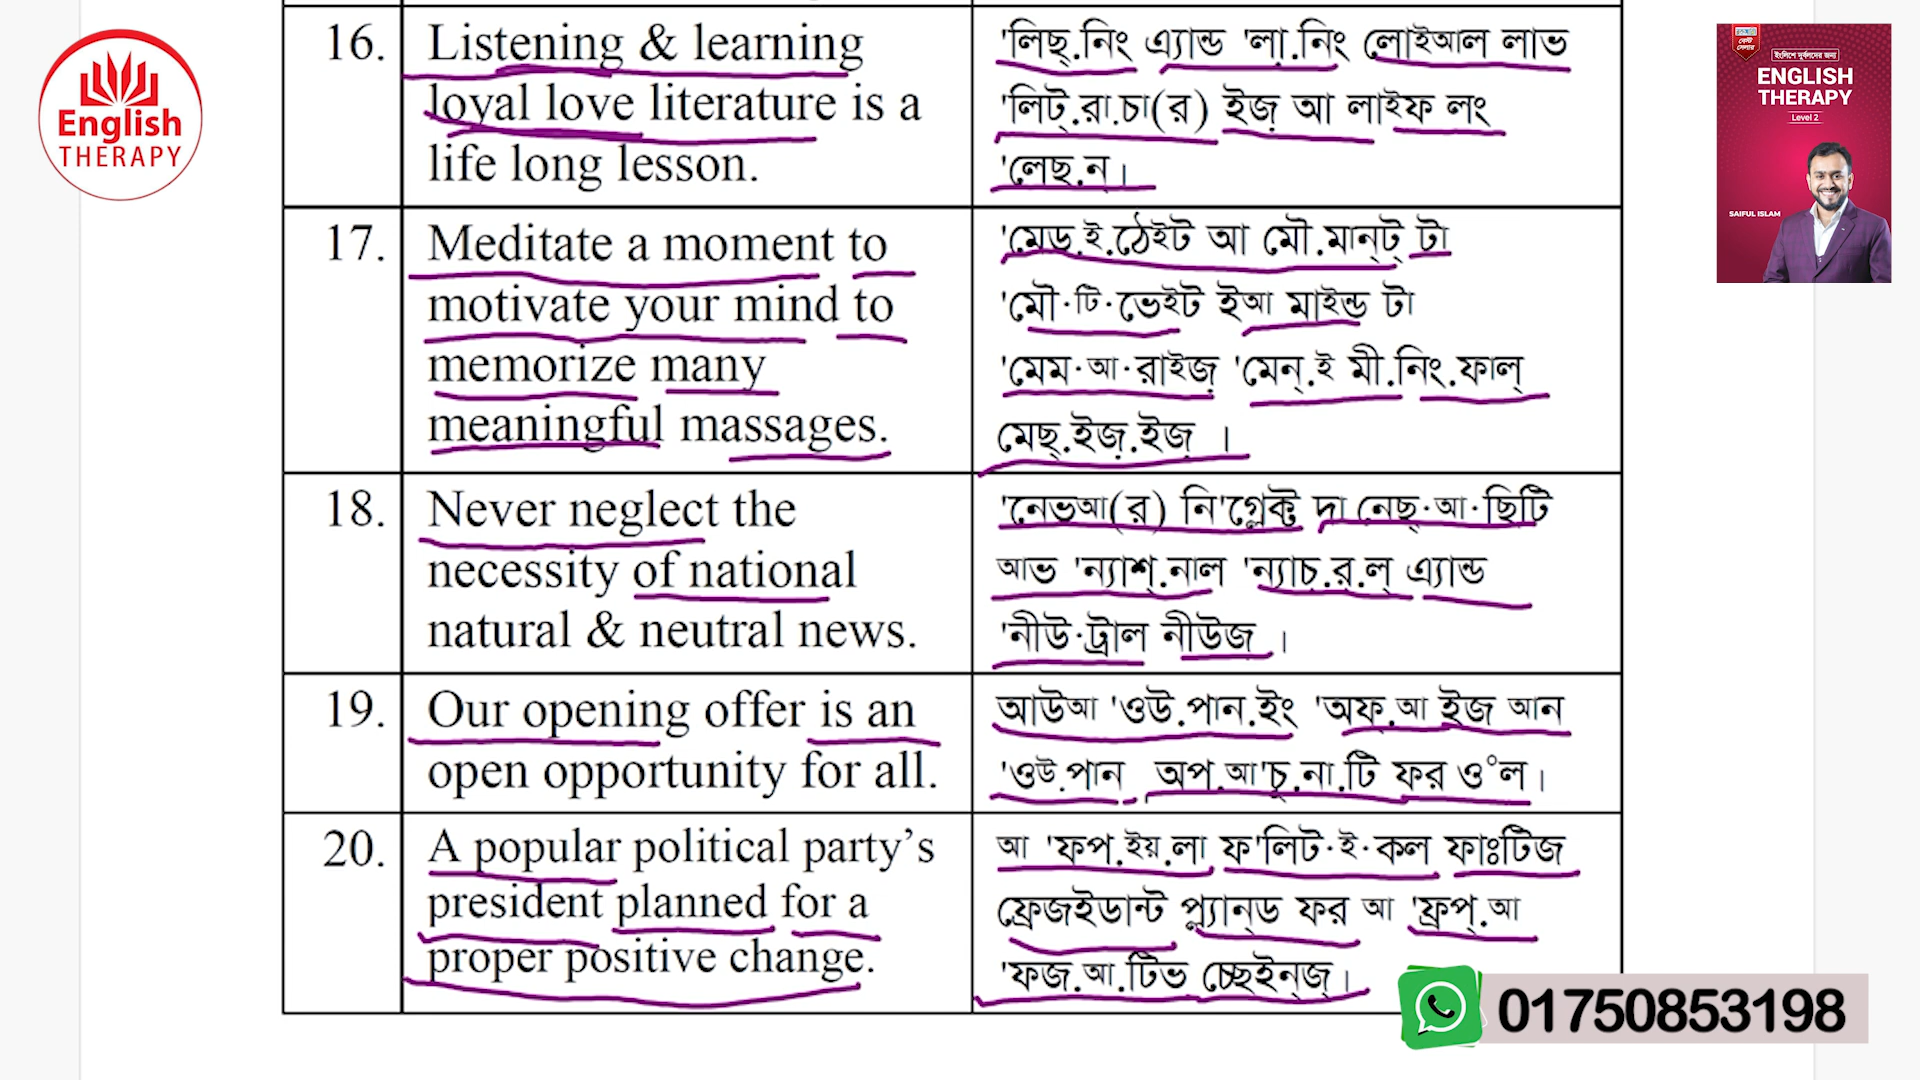 English
THERAPY
16. Listening & learning
loyal love literature is a
life long lesson.
'লিছ্.নিং এ্যান্ড 'লা.নিং লোইআল লাভ
'লিট্.রা.চা(র) ইজ় আ লাইফ লং
'লেছ.ন্।
17. Meditate a moment to
motivate your mind to
memorize many
meaningful massages.
'মেড্.ই.ঠেইট আ মৌ.মান্ট্ টা
'মৌ·টি·ভেইট ইআ মাইন্ড টা
'মেম·আ·রাইজ় 'মেন্.ই মী.নিং.ফাল্
মেছ্.ইজ়.ইজ় ।
18. Never neglect the
necessity of national
natural & neutral news.
'নেভআ(র) নি'গ্লেক্ট দা নেছ্·আ·ছিটি
আভ 'ন্যাশ্.নাল 'ন্যাচ.র.ল্ এ্যান্ড
'নীউ·ট্রাল নীউজ ।
19. Our opening offer is an
open opportunity for all.
আউআ 'ওউ.পান.ইং 'অফ্.আ ইজ আন
'ওউ.পান অপ.আ'চূ.না.টি ফর ও°ল।
20. A popular political party’s
president planned for a
proper positive change.
আ 'ফপ.ইয়.লা ফ'লিট·ই·কল ফাঃটিজ
ফ্রেজইডান্ট প্ল্যান্ড ফর আ 'ফ্রপ্.আ
'ফজ.আ.টিভ চ্ছেইন্জ্।
ইংলিশে দুর্বলদের জন্য
ENGLISH
THERAPY
Level 2
SAIFUL ISLAM
01750853198